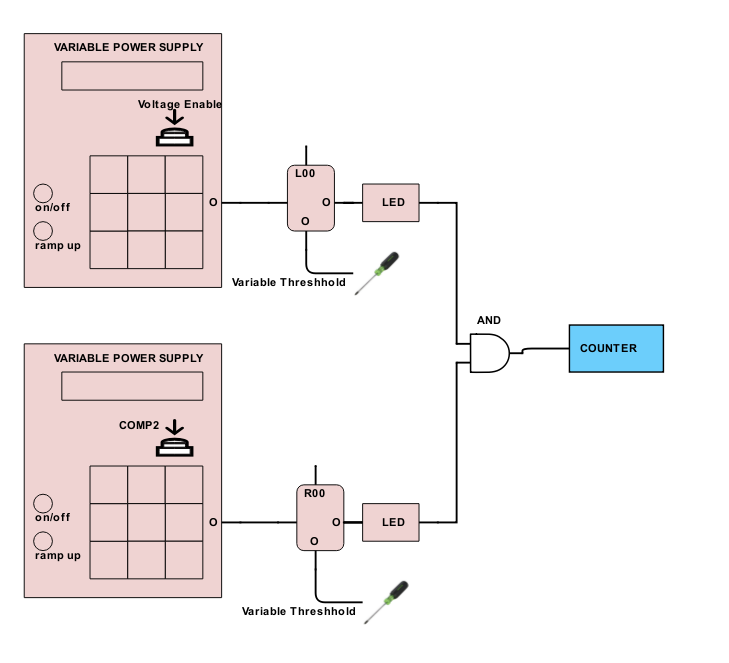 VARIABLE POWER SUPPLY
Voltage Enable
L00
O
O
O
LED
on/off
ramp up
Variable Threshhold
AND
COUNTER
VARIABLE POWER SUPPLY
COMP2
R00
O
O
O
LED
on/off
ramp up
Variable Threshhold